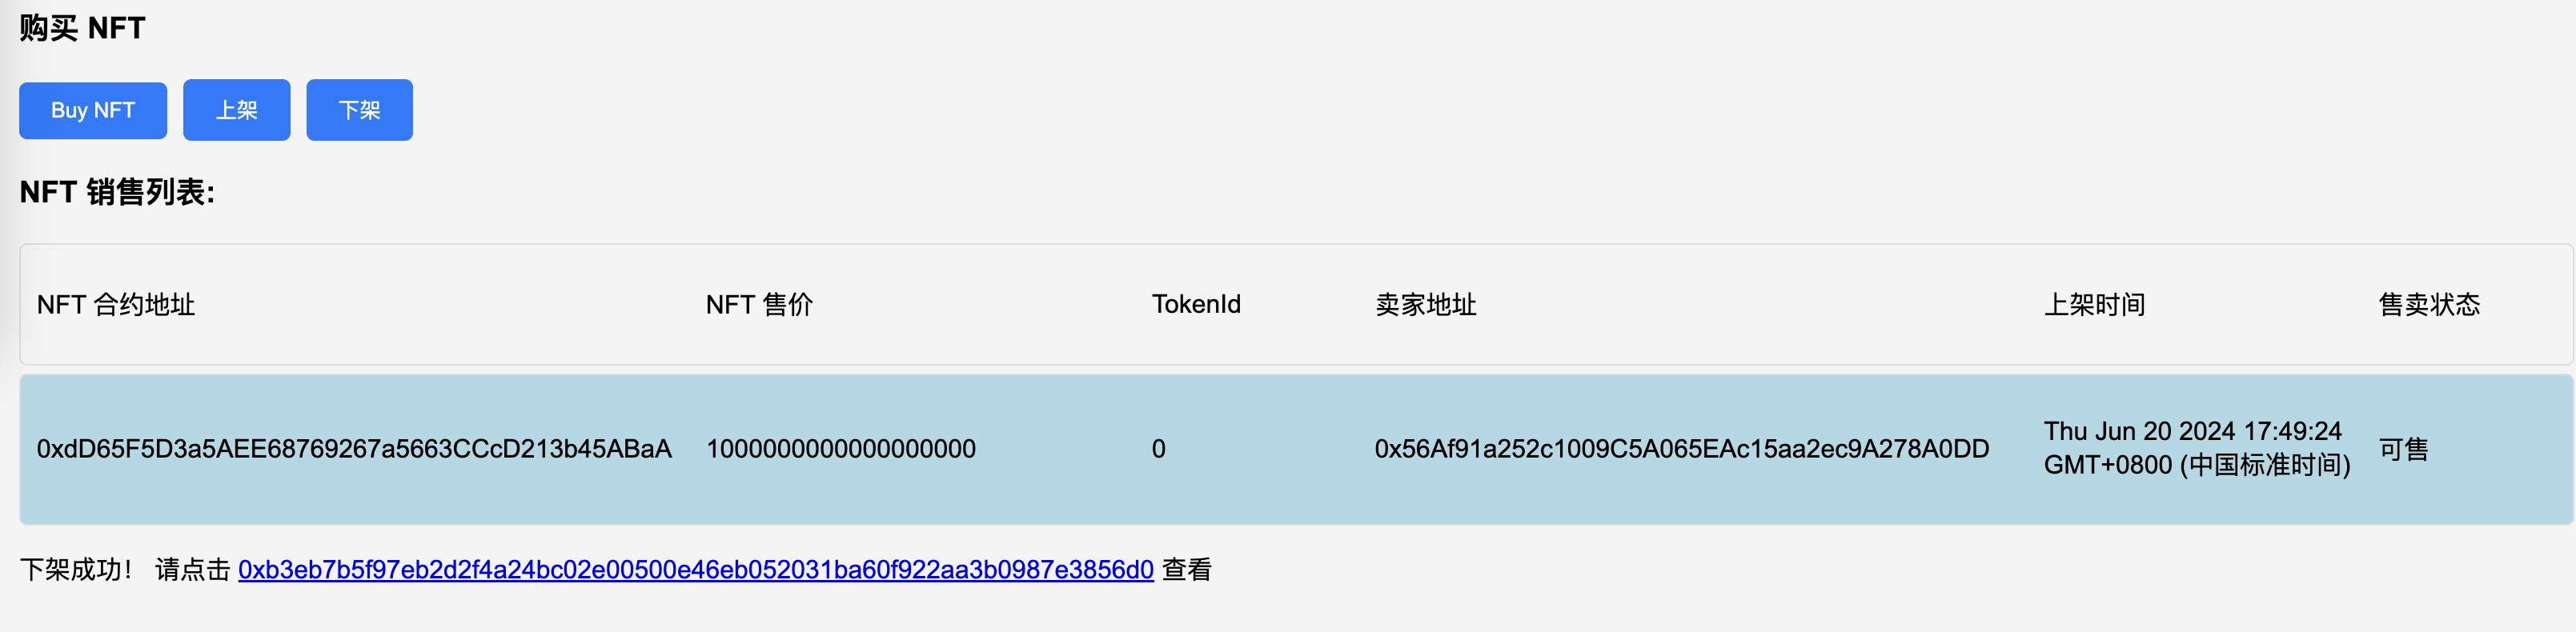 购买 NFT
Buy NFT 上架 下架
NFT 销售列表:
NFT 合约地址 NFT 售价 TokenId 卖家地址 上架时间 售卖状态
0xdD65F5D3a5AEE68769267a5663CCcD213b45ABaA 1000000000000000000 0 0x56Af91a252c1009C5A065EAc15aa2ec9A278A0DD Thu Jun 20 2024 17:49:24 GMT+0800 (中国标准时间) 可售
下架成功! 请点击 0xb3eb7b5f97eb2d2f4a24bc02e00500e46eb052031ba60f922aa3b0987e3856d0 查看